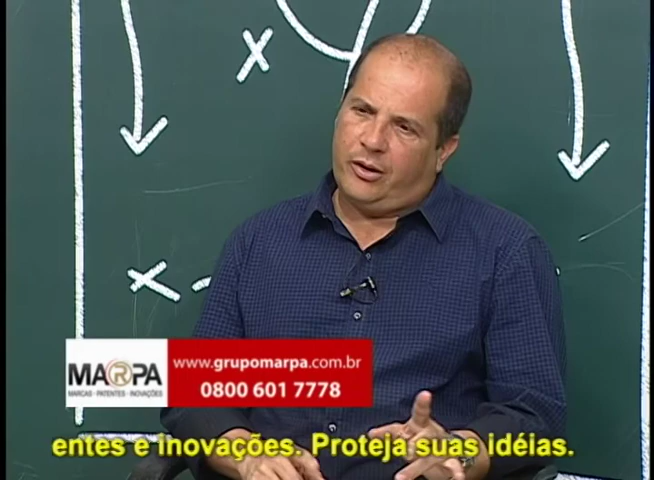 MARPA
MARCAS - PATENTES - INOVAÇÕES
www.grupomarpa.com.br
0800 601 7778
entes e inovações. Proteja suas idéias.